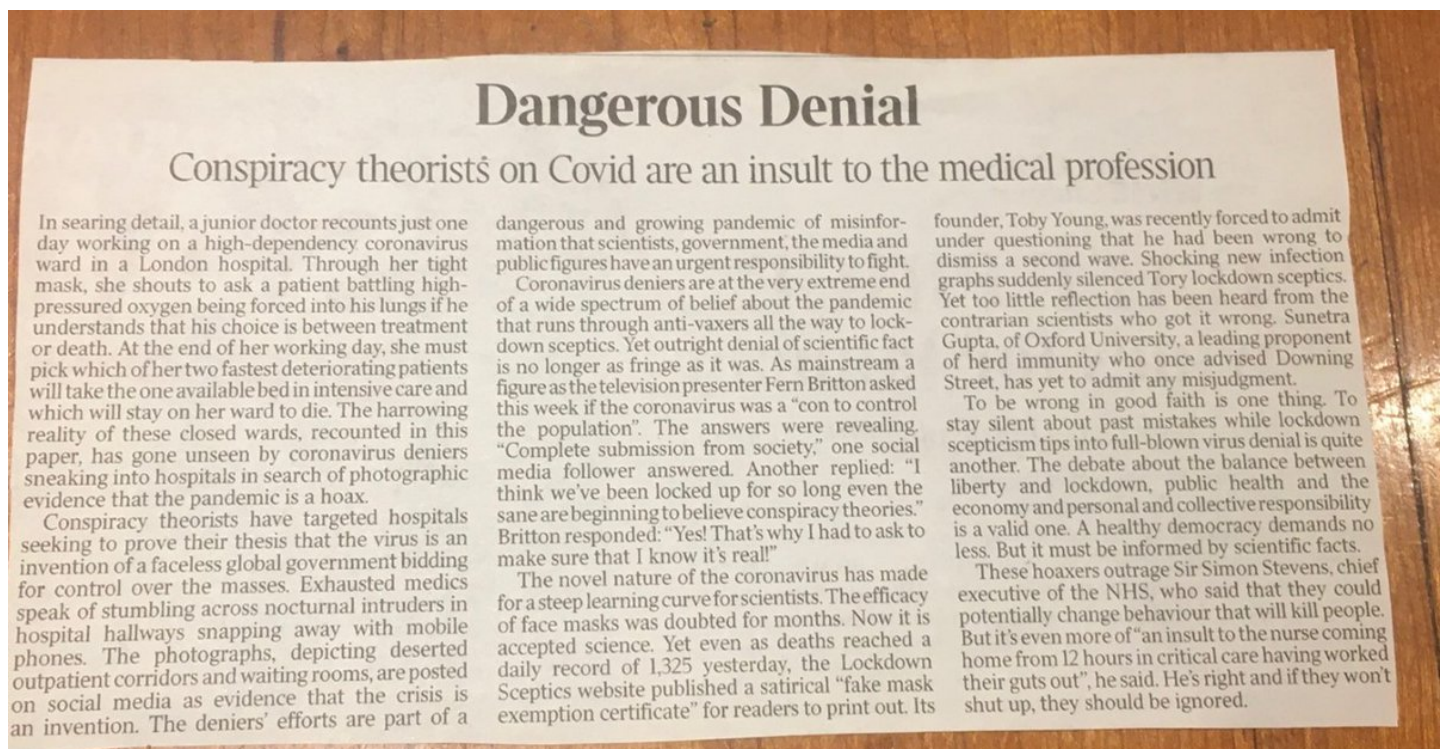 Dangerous Denial
Conspiracy theorists on Covid are an insult to the medical profession
In searing detail, a junior doctor recounts just one
day working on a high-dependency coronavirus
ward in a London hospital. Through her tight
mask, she shouts to ask a patient battling high-
pressured oxygen being forced into his lungs if he
understands that his choice is between treatment
or death. At the end of her working day, she must
pick which of her two fastest deteriorating patients
will take the one available bed in intensive care and
which will stay on her ward to die. The harrowing
reality of these closed wards, recounted in this
paper, has gone unseen by coronavirus deniers
sneaking into hospitals in search of photographic
evidence that the pandemic is a hoax.
Conspiracy theorists have targeted hospitals
seeking to prove their thesis that the virus is an
invention of a faceless global government bidding
for control over the masses. Exhausted medics
speak of stumbling across nocturnal intruders in
hospital hallways snapping away with mobile
phones. The photographs, depicting deserted
outpatient corridors and waiting rooms, are posted
on social media as evidence that the crisis is
an invention. The deniers' efforts are part of a
dangerous and growing pandemic of misinfor-
mation that scientists, government, the media and
public figures have an urgent responsibility to fight.
Coronavirus deniers are at the very extreme end
of a wide spectrum of belief about the pandemic
that runs through anti-vaxers all the way to lock-
down sceptics. Yet outright denial of scientific fact
is no longer as fringe as it was. As mainstream a
figure as the television presenter Fern Britton asked
this week if the coronavirus was a "con to control
the population". The answers were revealing.
"Complete submission from society," one social
media follower answered. Another replied: "I
think we've been locked up for so long even the
sane are beginning to believe conspiracy theories."
Britton responded: "Yes! That's why I had to ask to
make sure that I know it's real!"
The novel nature of the coronavirus has made
for a steep learning curve for scientists. The efficacy
of face masks was doubted for months. Now it is
accepted science. Yet even as deaths reached a
daily record of 1,325 yesterday, the Lockdown
Sceptics website published a satirical "fake mask
exemption certificate" for readers to print out. Its
founder, Toby Young, was recently forced to admit
under questioning that he had been wrong to
dismiss a second wave. Shocking new infection
graphs suddenly silenced Tory lockdown sceptics.
Yet too little reflection has been heard from the
contrarian scientists who got it wrong. Sunetra
Gupta, of Oxford University, a leading proponent
of herd immunity who once advised Downing
Street, has yet to admit any misjudgment.
To be wrong in good faith is one thing. To
stay silent about past mistakes while lockdown
scepticism tips into full-blown virus denial is quite
another. The debate about the balance between
liberty and lockdown, public health and the
economy and personal and collective responsibility
is a valid one. A healthy democracy demands no
less. But it must be informed by scientific facts.
These hoaxers outrage Sir Simon Stevens, chief
executive of the NHS, who said that they could
potentially change behaviour that will kill people.
But it's even more of "an insult to the nurse coming
home from 12 hours in critical care having worked
their guts out", he said. He's right and if they won't
shut up, they should be ignored.